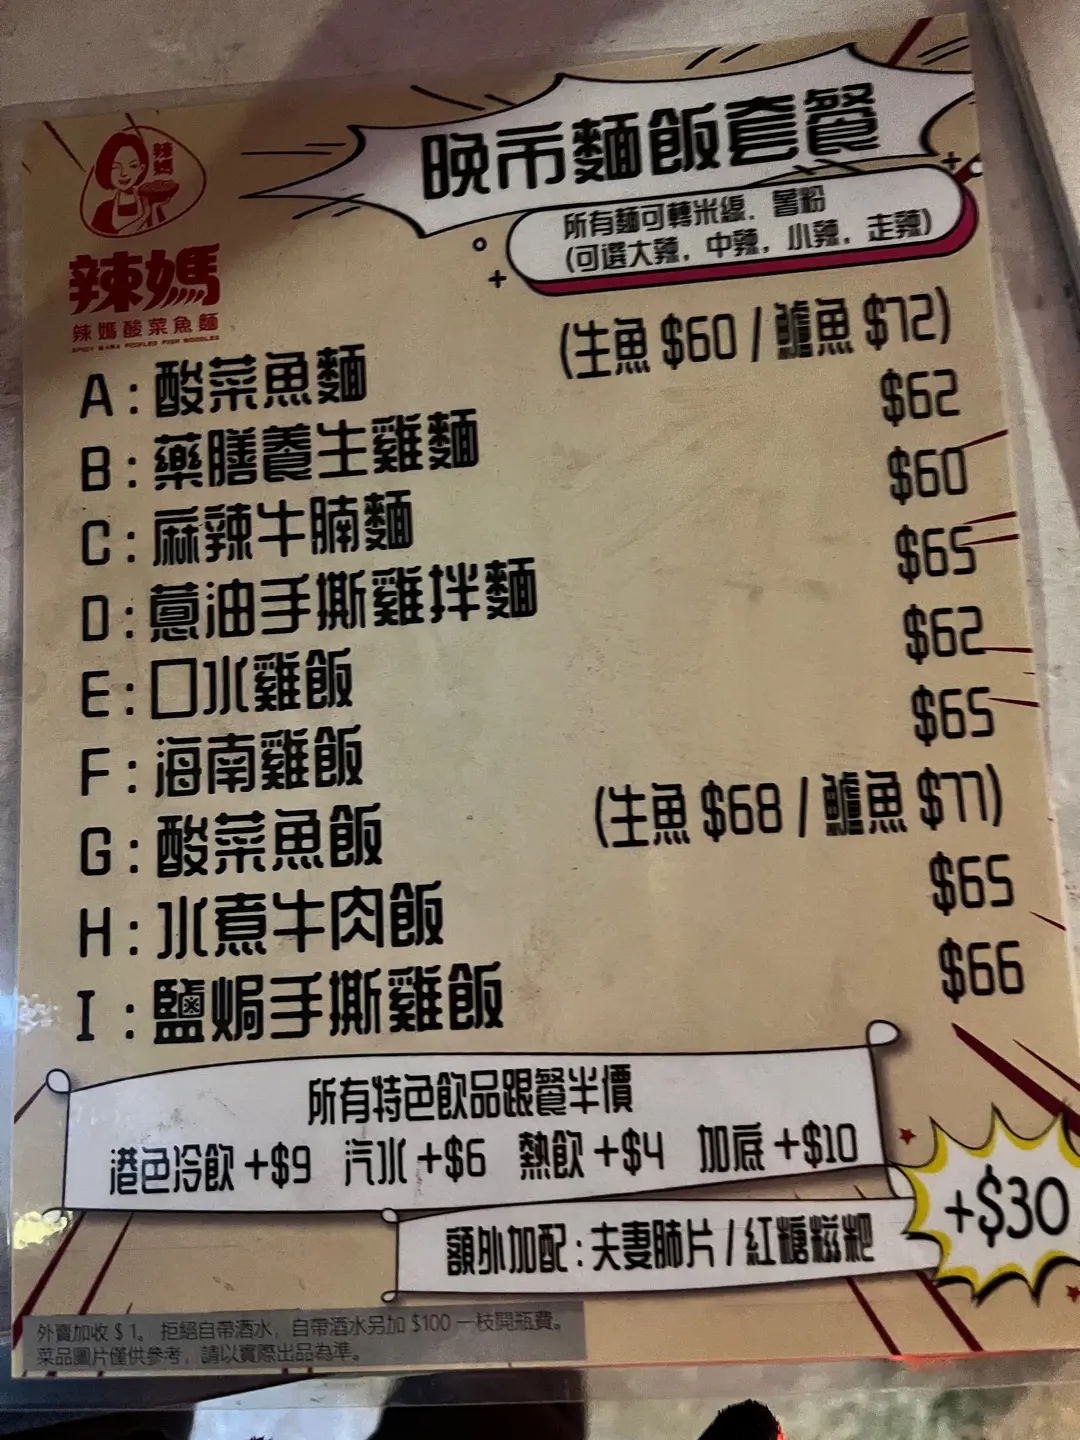 晚市麵飯套餐
所有麵可轉米線．薯粉
(可選大辣．中辣．小辣．走辣)
辣媽
辣媽
辣媽酸菜魚麵
SPICY MAMA PICKLED FISH NOODLES
A：酸菜魚麵 (生魚 $60 / 鱸魚 $72)
B：藥膳養生雞麵 $62
C：麻辣牛腩麵 $60
D：蔥油手撕雞拌麵 $65
E：口水雞飯 $62
F：海南雞飯 $65
G：酸菜魚飯 (生魚 $68 / 鱸魚 $77)
H：水煮牛肉飯 $65
I：鹽焗手撕雞飯 $66
所有特色飲品跟餐半價
港色冷飲 +$9 汽水 +$6 熱飲 +$4 加底 +$10
額外加配：夫妻肺片 / 紅糖糍粑 +$30
外賣加收 $ 1。 拒絕自帶酒水，自帶酒水另加 $100 一枝開瓶費。
菜品圖片僅供參考，請以實際出品為準。